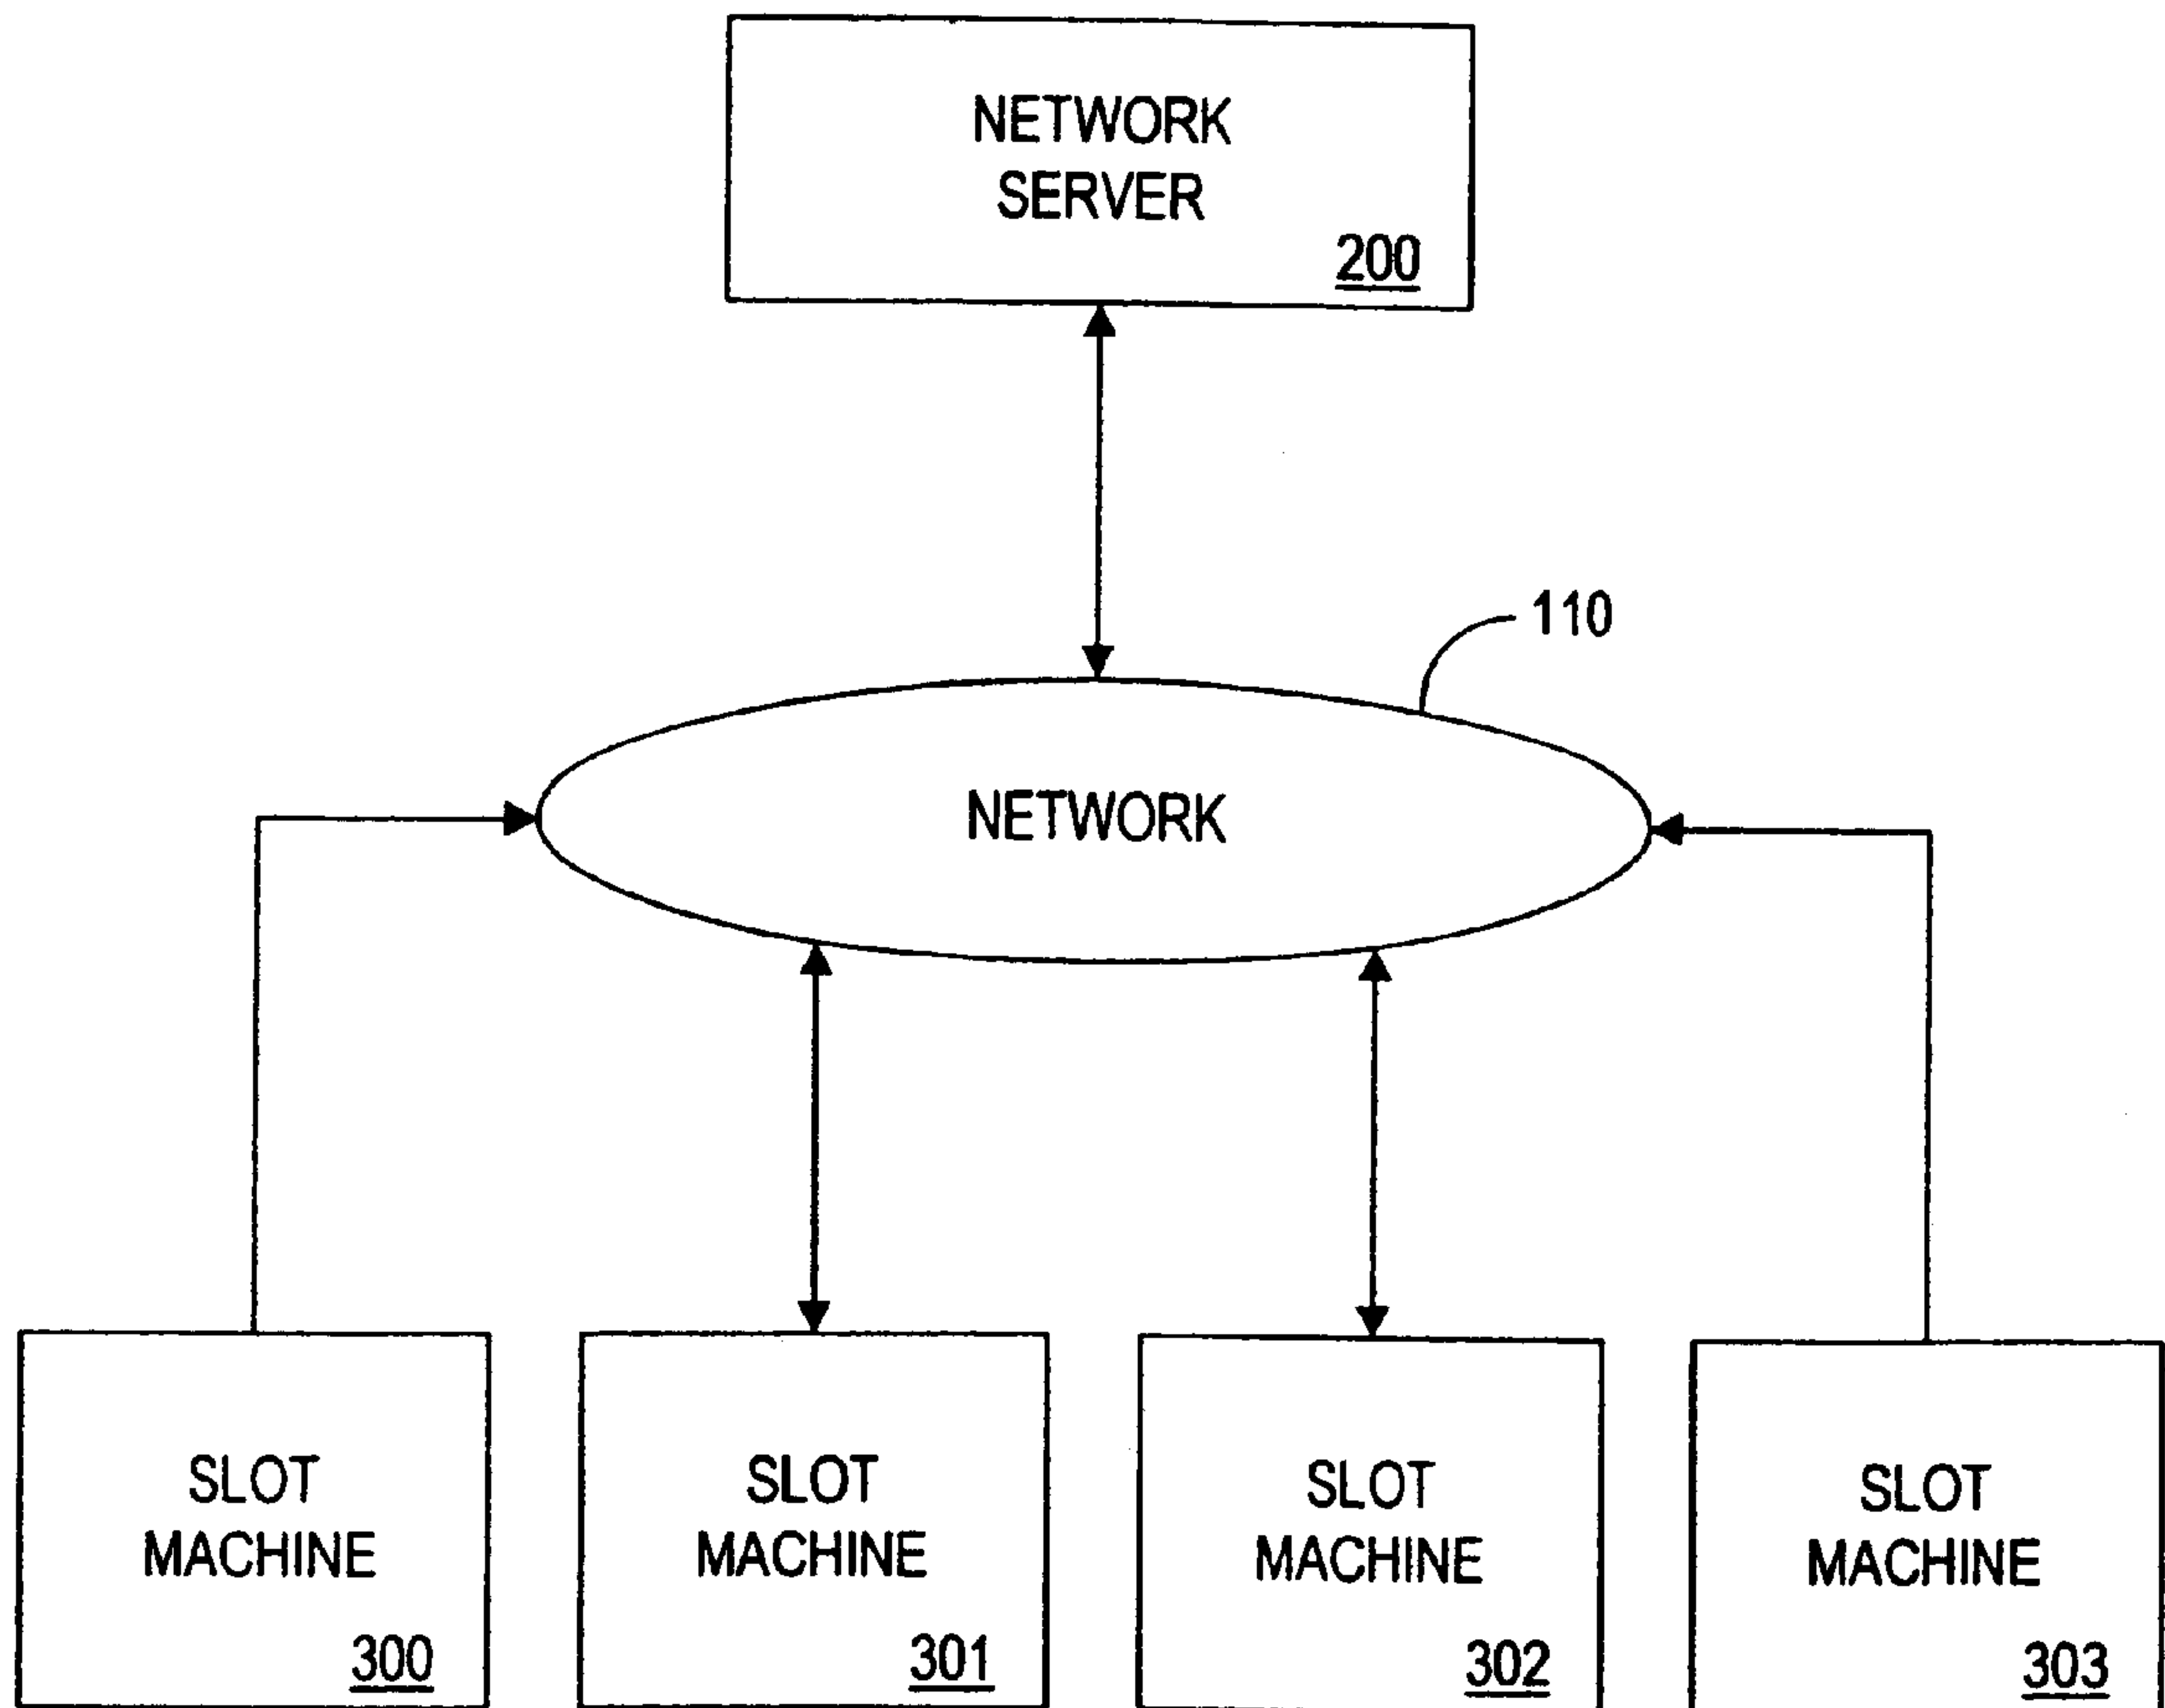 NETWORK
SERVER
200
110
NETWORK
SLOT
MACHINE
300
SLOT
MACHINE
301
SLOT
MACHINE
302
SLOT
MACHINE
303